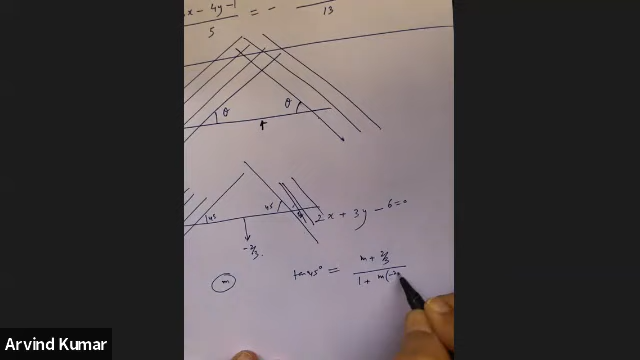 x - 4y - 1
5
= -
13
θ
θ
45
45
2x + 3y - 6 = 0
-2/3
m
tan 45° =
m + 2/3
1 + m(-2
Arvind Kumar